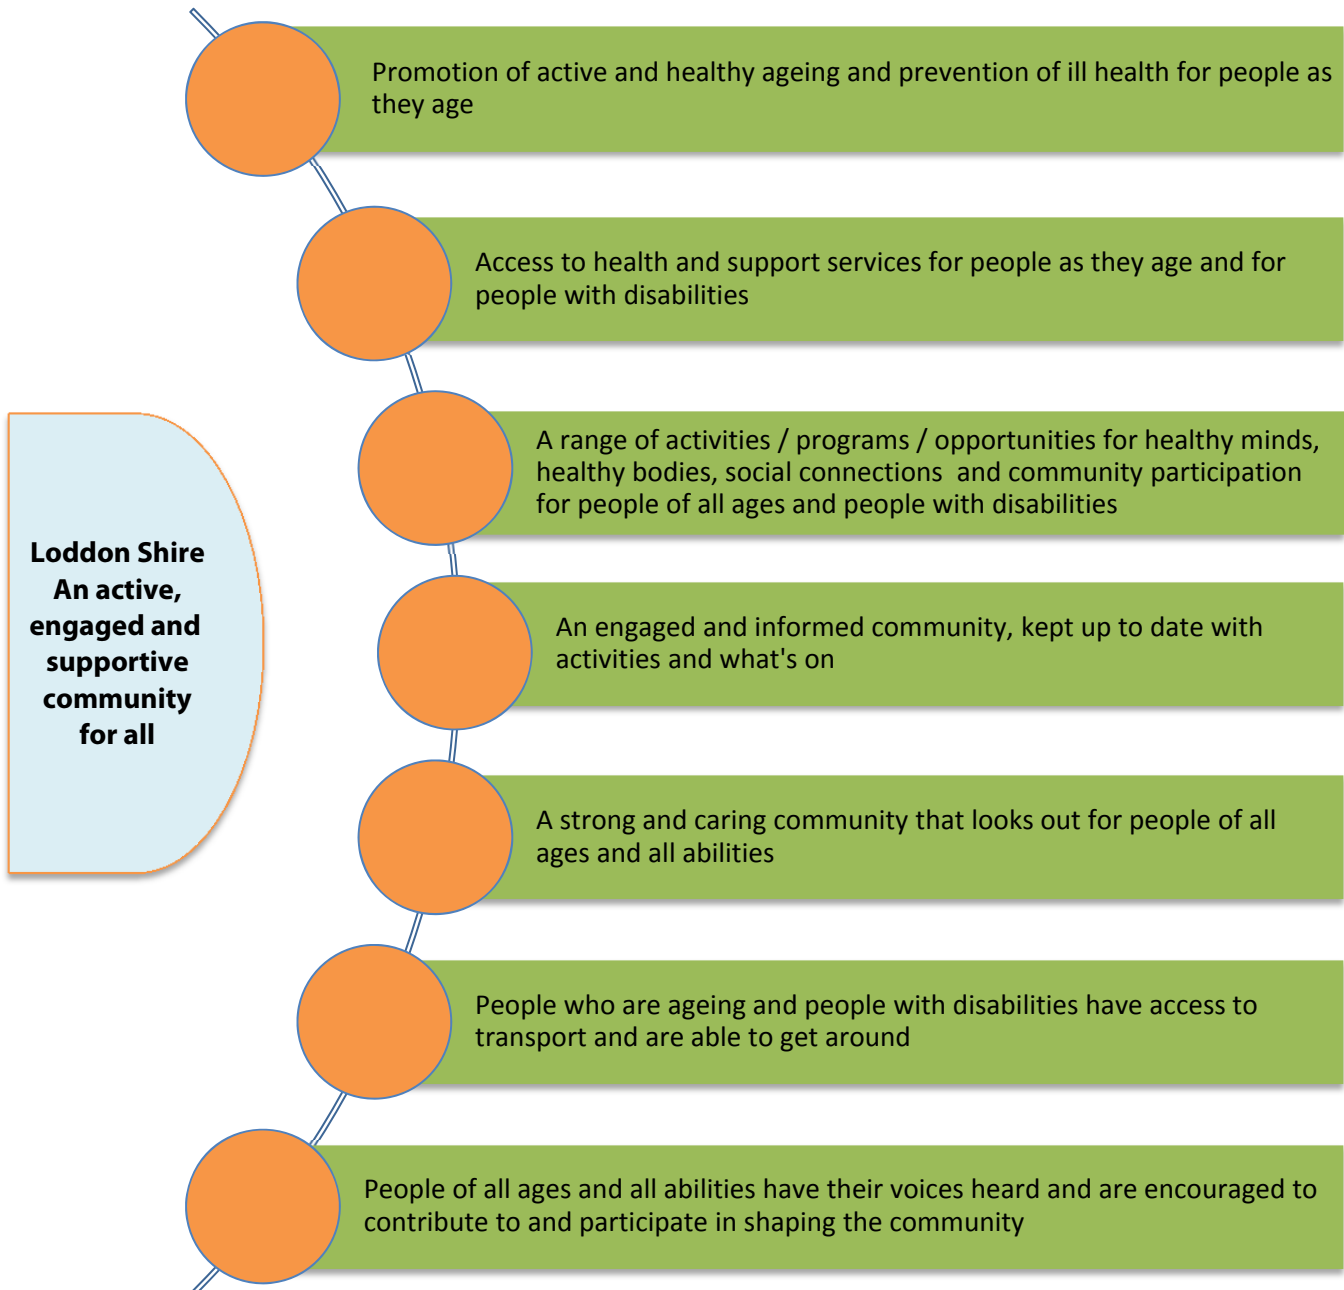 Promotion of active and healthy ageing and prevention of ill health for people as
they age
Access to health and support services for people as they age and for
people with disabilities
A range of activities / programs / opportunities for healthy minds,
healthy bodies, social connections  and community participation
for people of all ages and people with disabilities
Loddon Shire
An active,
engaged and
supportive
community
for all
An engaged and informed community, kept up to date with
activities and what's on
A strong and caring community that looks out for people of all
ages and all abilities
People who are ageing and people with disabilities have access to
transport and are able to get around
People of all ages and all abilities have their voices heard and are encouraged to
contribute to and participate in shaping the community